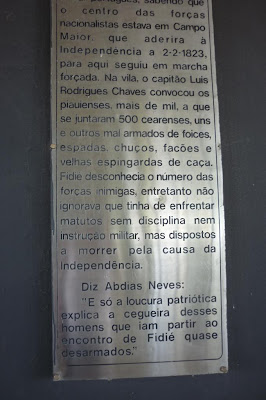 português, sabendo que
o centro das forças
nacionalistas estava em Campo
Maior, que aderira à
Independência a 2-2-1823,
para aqui seguiu em marcha
forçada. Na vila, o capitão Luis
Rodrigues Chaves convocou os
piauienses, mais de mil, a que
se juntaram 500 cearenses, uns
e outros mal armados de foices,
espadas, chuços, facões e
velhas espingardas de caça.
Fidié desconhecia o número das
forças inimigas, entretanto não
ignorava que tinha de enfrentar
matutos sem disciplina nem
instrução militar, mas dispostos
a morrer pela causa da
Independência.
Diz Abdias Neves:
"E só a loucura patriótica
explica a cegueira desses
homens que iam partir ao
encontro de Fidié quase
desarmados."